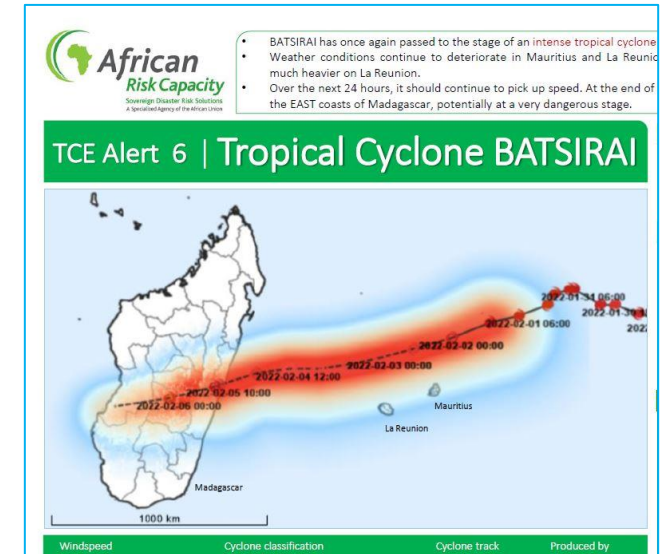 African
Risk Capacity
Sovereign Disaster Risk Solutions
A Specialised Agency of the African Union
• BATSIRAI has once again passed to the stage of an intense tropical cyclone
• Weather conditions continue to deteriorate in Mauritius and La Reunio
much heavier on La Reunion.
• Over the next 24 hours, it should continue to pick up speed. At the end of
the EAST coasts of Madagascar, potentially at a very dangerous stage.
TCE Alert 6 | Tropical Cyclone BATSIRAI
2022-01-31 06:00
2022-01-30
2022
2022-02-01 06:00
2022-02-02 00:00
2022-02-03 00:00
2022-02-04 12:00
2022-02-05 10:00
2022-02-06 00:00
Mauritius
La Reunion
Madagascar
1000 km
Windspeed Cyclone classification Cyclone track Produced by